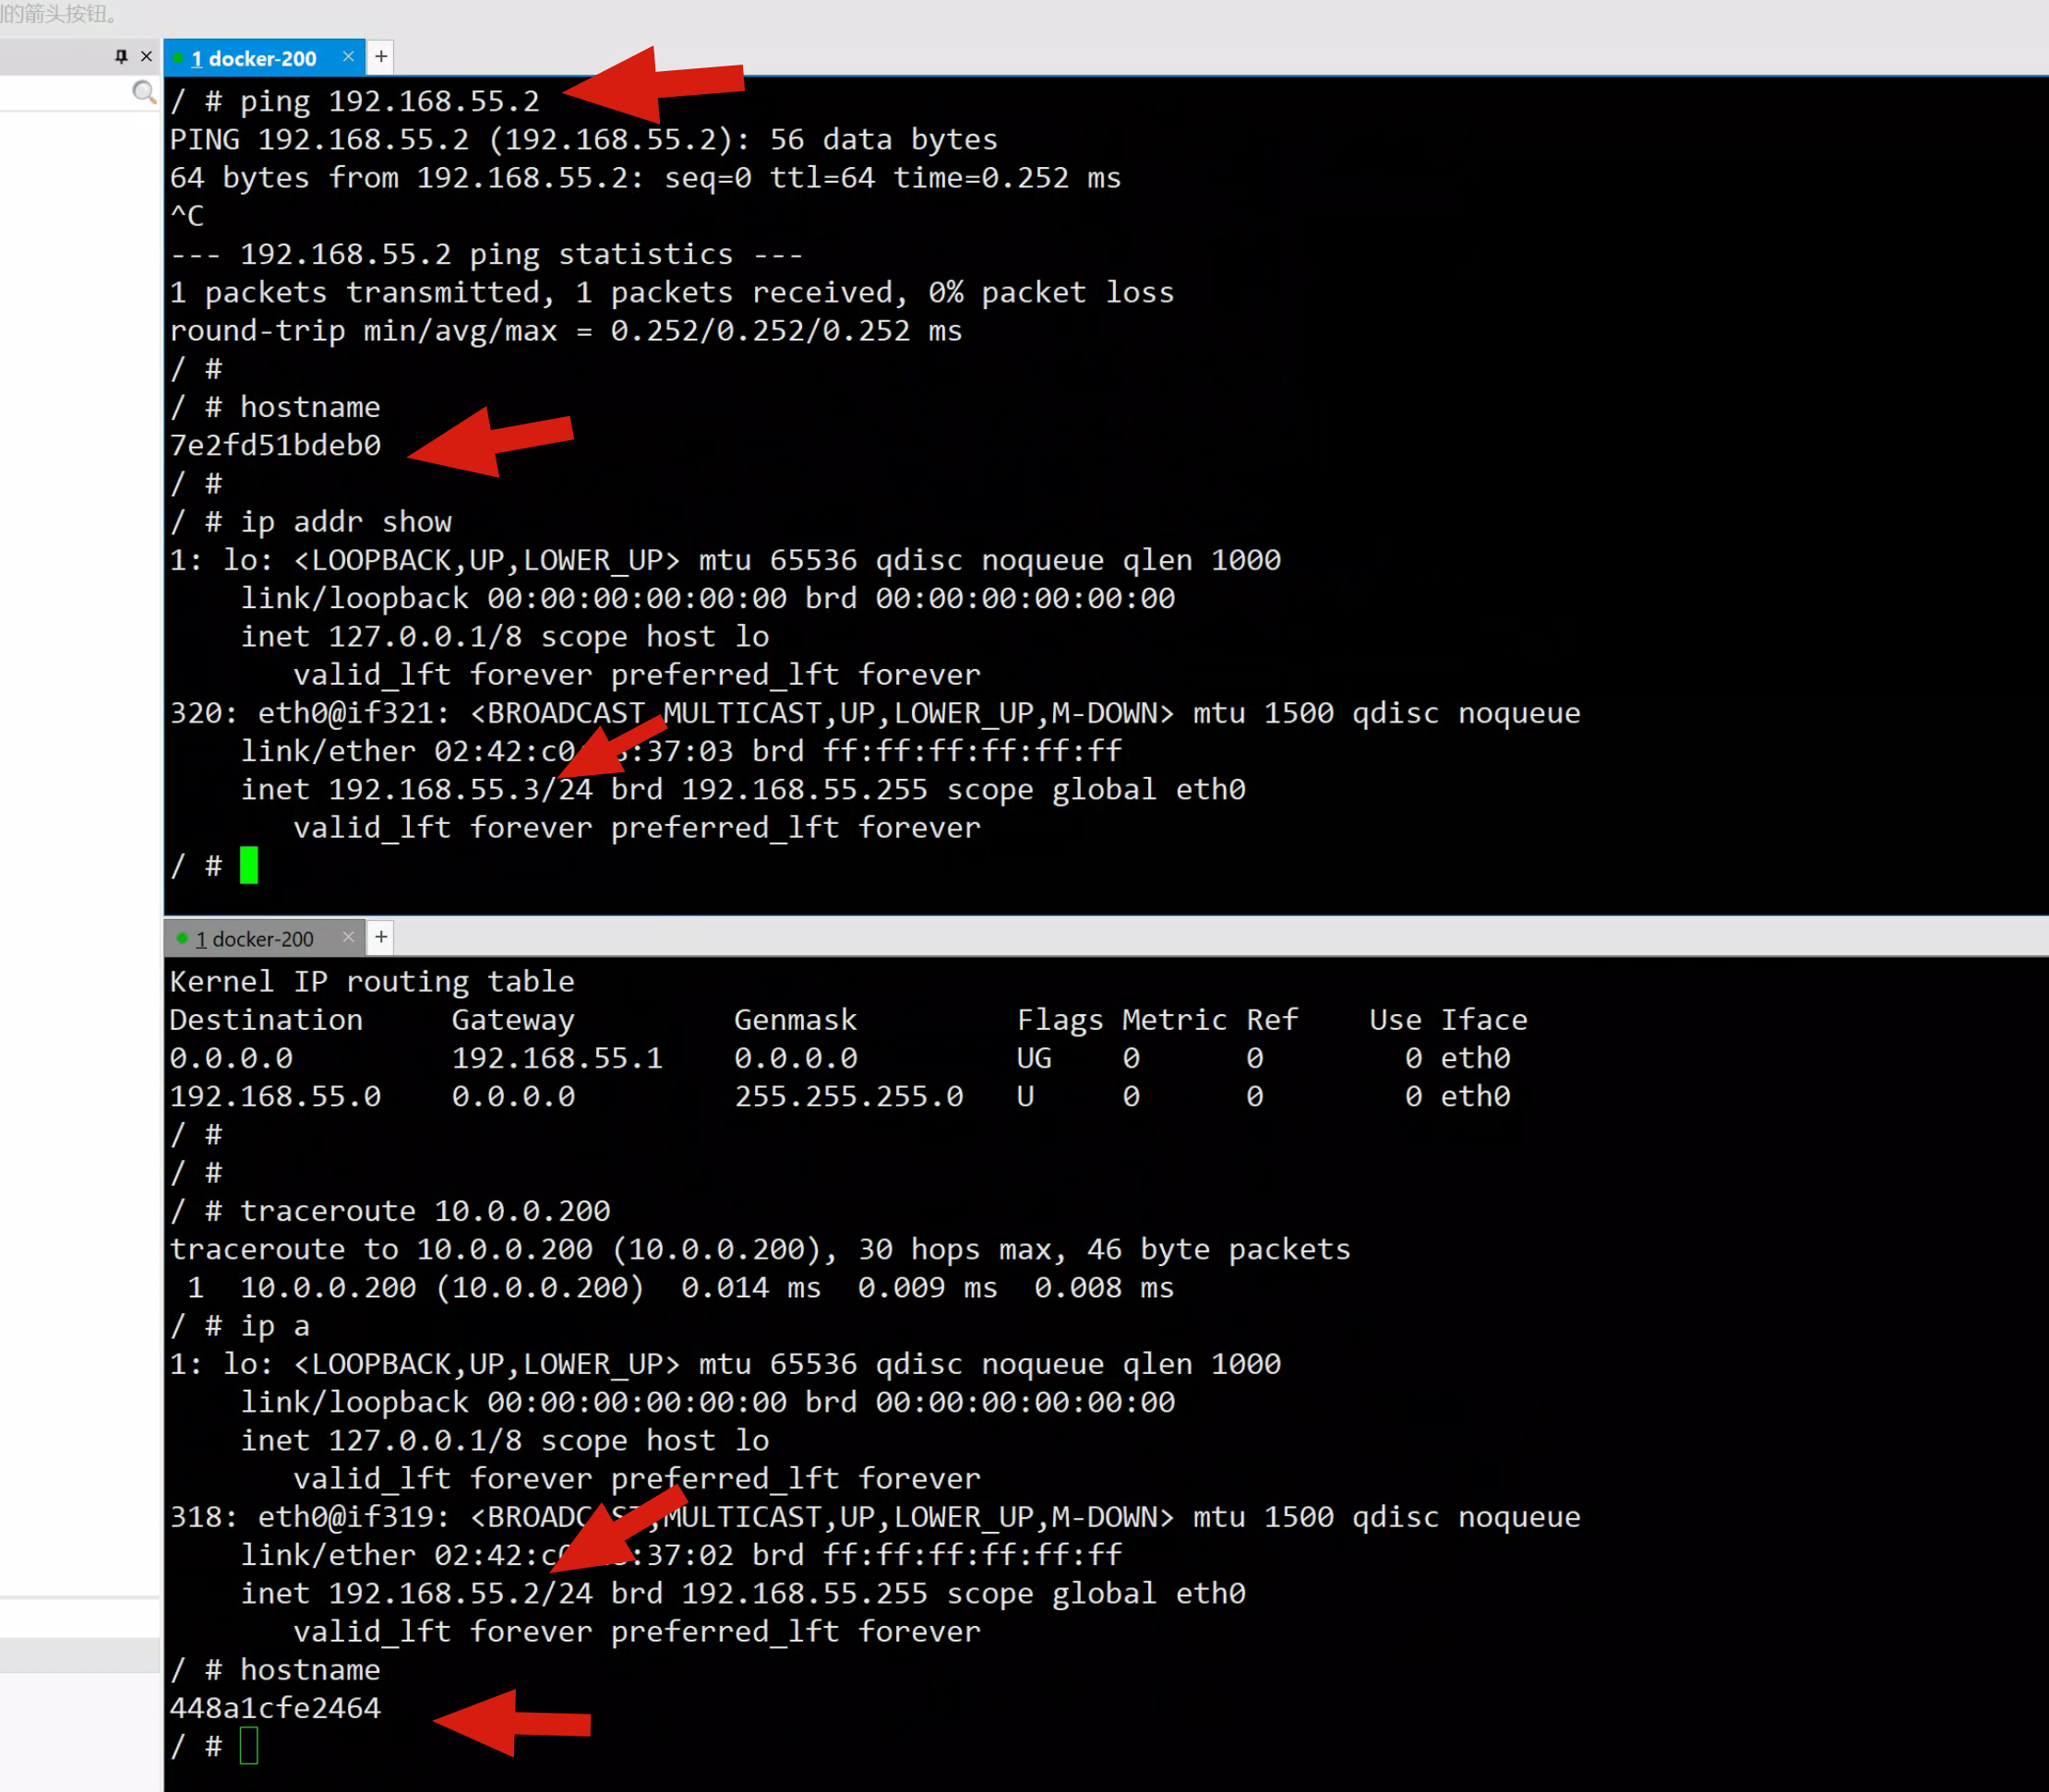 的箭头按钮。
1 docker-200
/ # ping 192.168.55.2
PING 192.168.55.2 (192.168.55.2): 56 data bytes
64 bytes from 192.168.55.2: seq=0 ttl=64 time=0.252 ms
^C
--- 192.168.55.2 ping statistics ---
1 packets transmitted, 1 packets received, 0% packet loss
round-trip min/avg/max = 0.252/0.252/0.252 ms
/ #
/ # hostname
7e2fd51bdeb0
/ #
/ # ip addr show
1: lo: <LOOPBACK,UP,LOWER_UP> mtu 65536 qdisc noqueue qlen 1000
link/loopback 00:00:00:00:00:00 brd 00:00:00:00:00:00
inet 127.0.0.1/8 scope host lo
valid_lft forever preferred_lft forever
320: eth0@if321: <BROADCAST,MULTICAST,UP,LOWER_UP,M-DOWN> mtu 1500 qdisc noqueue
link/ether 02:42:c0 :37:03 brd ff:ff:ff:ff:ff:ff
inet 192.168.55.3/24 brd 192.168.55.255 scope global eth0
valid_lft forever preferred_lft forever
/ #
1 docker-200
Kernel IP routing table
Destination Gateway Genmask Flags Metric Ref Use Iface
0.0.0.0 192.168.55.1 0.0.0.0 UG 0 0 0 eth0
192.168.55.0 0.0.0.0 255.255.255.0 U 0 0 0 eth0
/ #
/ #
/ # traceroute 10.0.0.200
traceroute to 10.0.0.200 (10.0.0.200), 30 hops max, 46 byte packets
1 10.0.0.200 (10.0.0.200) 0.014 ms 0.009 ms 0.008 ms
/ # ip a
1: lo: <LOOPBACK,UP,LOWER_UP> mtu 65536 qdisc noqueue qlen 1000
link/loopback 00:00:00:00:00:00 brd 00:00:00:00:00:00
inet 127.0.0.1/8 scope host lo
valid_lft forever preferred_lft forever
318: eth0@if319: <BROADCAST,MULTICAST,UP,LOWER_UP,M-DOWN> mtu 1500 qdisc noqueue
link/ether 02:42:c :37:02 brd ff:ff:ff:ff:ff:ff
inet 192.168.55.2/24 brd 192.168.55.255 scope global eth0
valid_lft forever preferred_lft forever
/ # hostname
448a1cfe2464
/ #